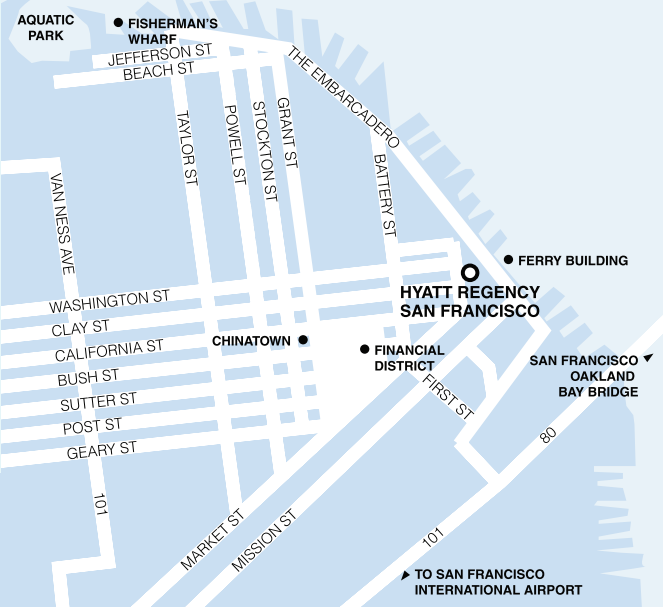 AQUATIC
PARK
FISHERMAN'S
WHARF
JEFFERSON ST
BEACH ST
THE EMBARCADERO
TAYLOR ST
POWELL ST
STOCKTON ST
GRANT ST
BATTERY ST
VAN NESS AVE
FERRY BUILDING
HYATT REGENCY
SAN FRANCISCO
WASHINGTON ST
CLAY ST
CALIFORNIA ST
CHINATOWN
FINANCIAL
DISTRICT
BUSH ST
SUTTER ST
POST ST
GEARY ST
FIRST ST
SAN FRANCISCO
OAKLAND
BAY BRIDGE
80
101
MARKET ST
MISSION ST
101
TO SAN FRANCISCO
INTERNATIONAL AIRPORT